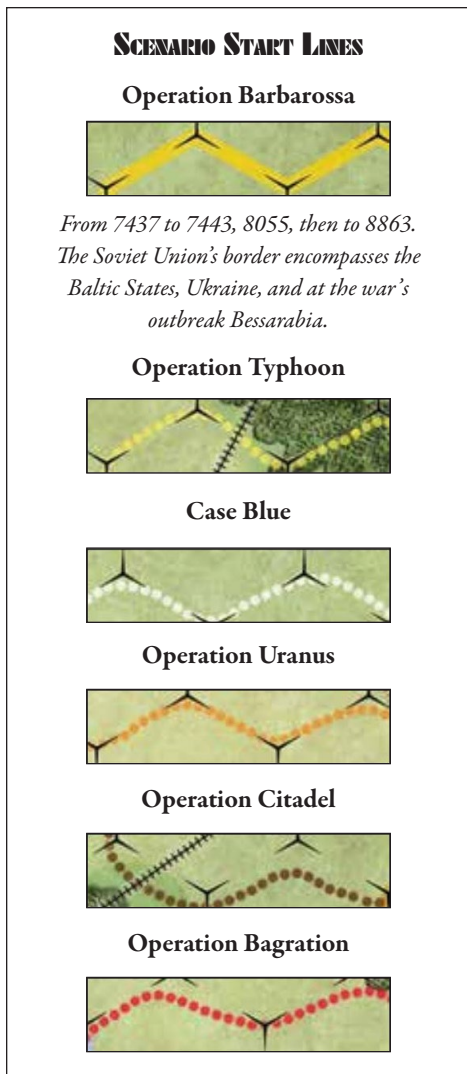 Scenario Start Lines
Operation Barbarossa
From 7437 to 7443, 8055, then to 8863.
The Soviet Union’s border encompasses the
Baltic States, Ukraine, and at the war’s
outbreak Bessarabia.
Operation Typhoon
Case Blue
Operation Uranus
Operation Citadel
Operation Bagration